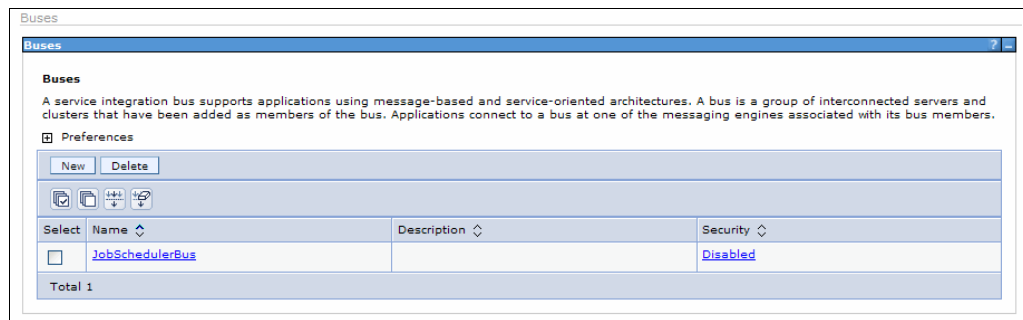 Buses
Buses ? -
Buses
A service integration bus supports applications using message-based and service-oriented architectures. A bus is a group of interconnected servers and
clusters that have been added as members of the bus. Applications connect to a bus at one of the messaging engines associated with its bus members.
Preferences
New Delete
Select Name Description Security
JobSchedulerBus Disabled
Total 1